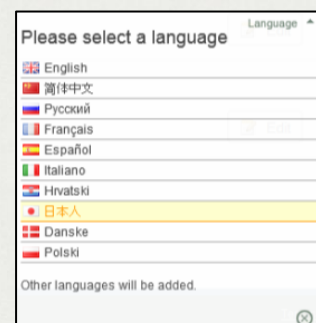 Language
Please select a language
English
简体中文
Русский
Français
Español
Italiano
Hrvatski
日本人
Danske
Polski
Other languages will be added.